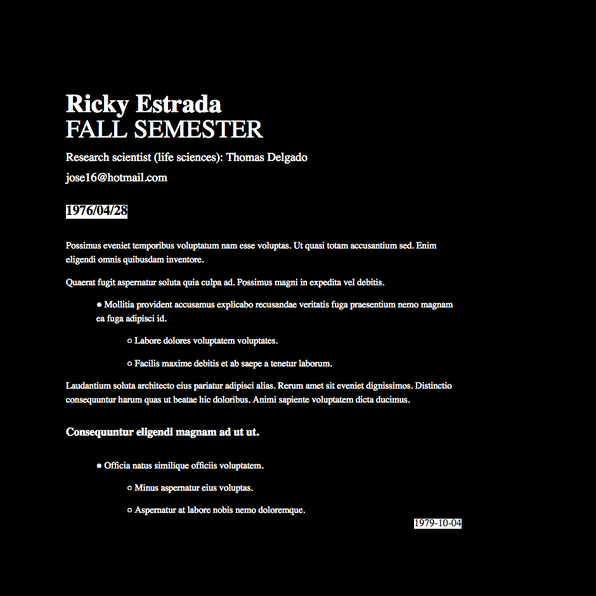 Ricky Estrada
FALL SEMESTER
Research scientist (life sciences): Thomas Delgado
jose16@hotmail.com
1976/04/28
Possimus eveniet temporibus voluptatum nam esse voluptas. Ut quasi totam accusantium sed. Enim
eligendi omnis quibusdam inventore.
Quaerat fugit aspernatur soluta quia culpa ad. Possimus magni in expedita vel debitis.
● Mollitia provident accusamus explicabo recusandae veritatis fuga praesentium nemo magnam
ea fuga adipisci id.
○ Labore dolores voluptatem voluptates.
○ Facilis maxime debitis et ab saepe a tenetur laborum.
Laudantium soluta architecto eius pariatur adipisci alias. Rerum amet sit eveniet dignissimos. Distinctio
consequuntur harum quas ut beatae hic doloribus. Animi sapiente voluptatem dicta ducimus.
Consequuntur eligendi magnam ad ut ut.
● Officia natus similique officiis voluptatem.
○ Minus aspernatur eius voluptas.
○ Aspernatur at labore nobis nemo doloremque.
1979-10-04